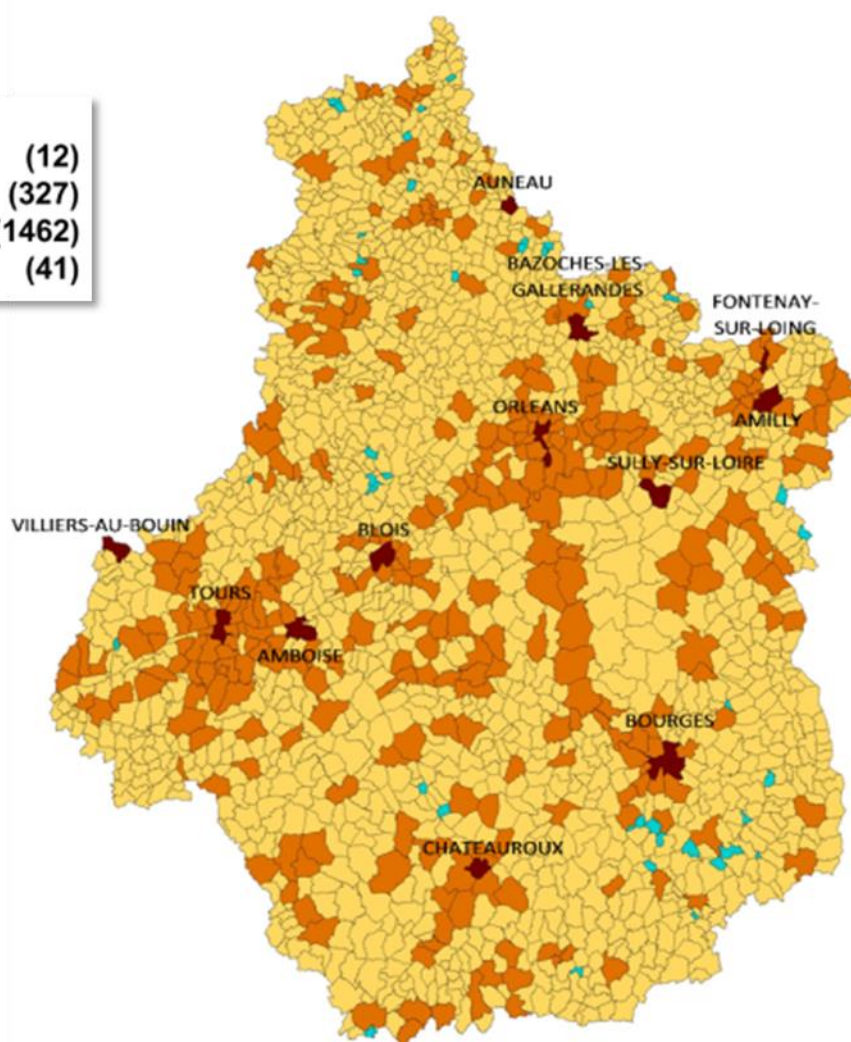 (12)
(327)
(1462)
(41)
AUNEAU
BAZOCHES-LES-
GALLERANDES
FONTENAY-
SUR-LOING
ORLEANS
AMILLY
SULLY-SUR-LOIRE
VILLIERS-AU-BOUIN
BLOIS
TOURS
AMBOISE
BOURGES
CHATEAUROUX